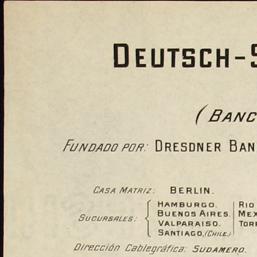 DEUTSCH-S
(BANC
FUNDADO POR: DRESDNER BAN
CASA MATRIZ: BERLIN.
SUCURSALES: { HAMBURGO. | RIO
BUENOS AIRES. | MEX
VALPARAISO. | TORR
SANTIAGO, (CHILE.)
Dirección Cablegráfica: SUDAMERO.